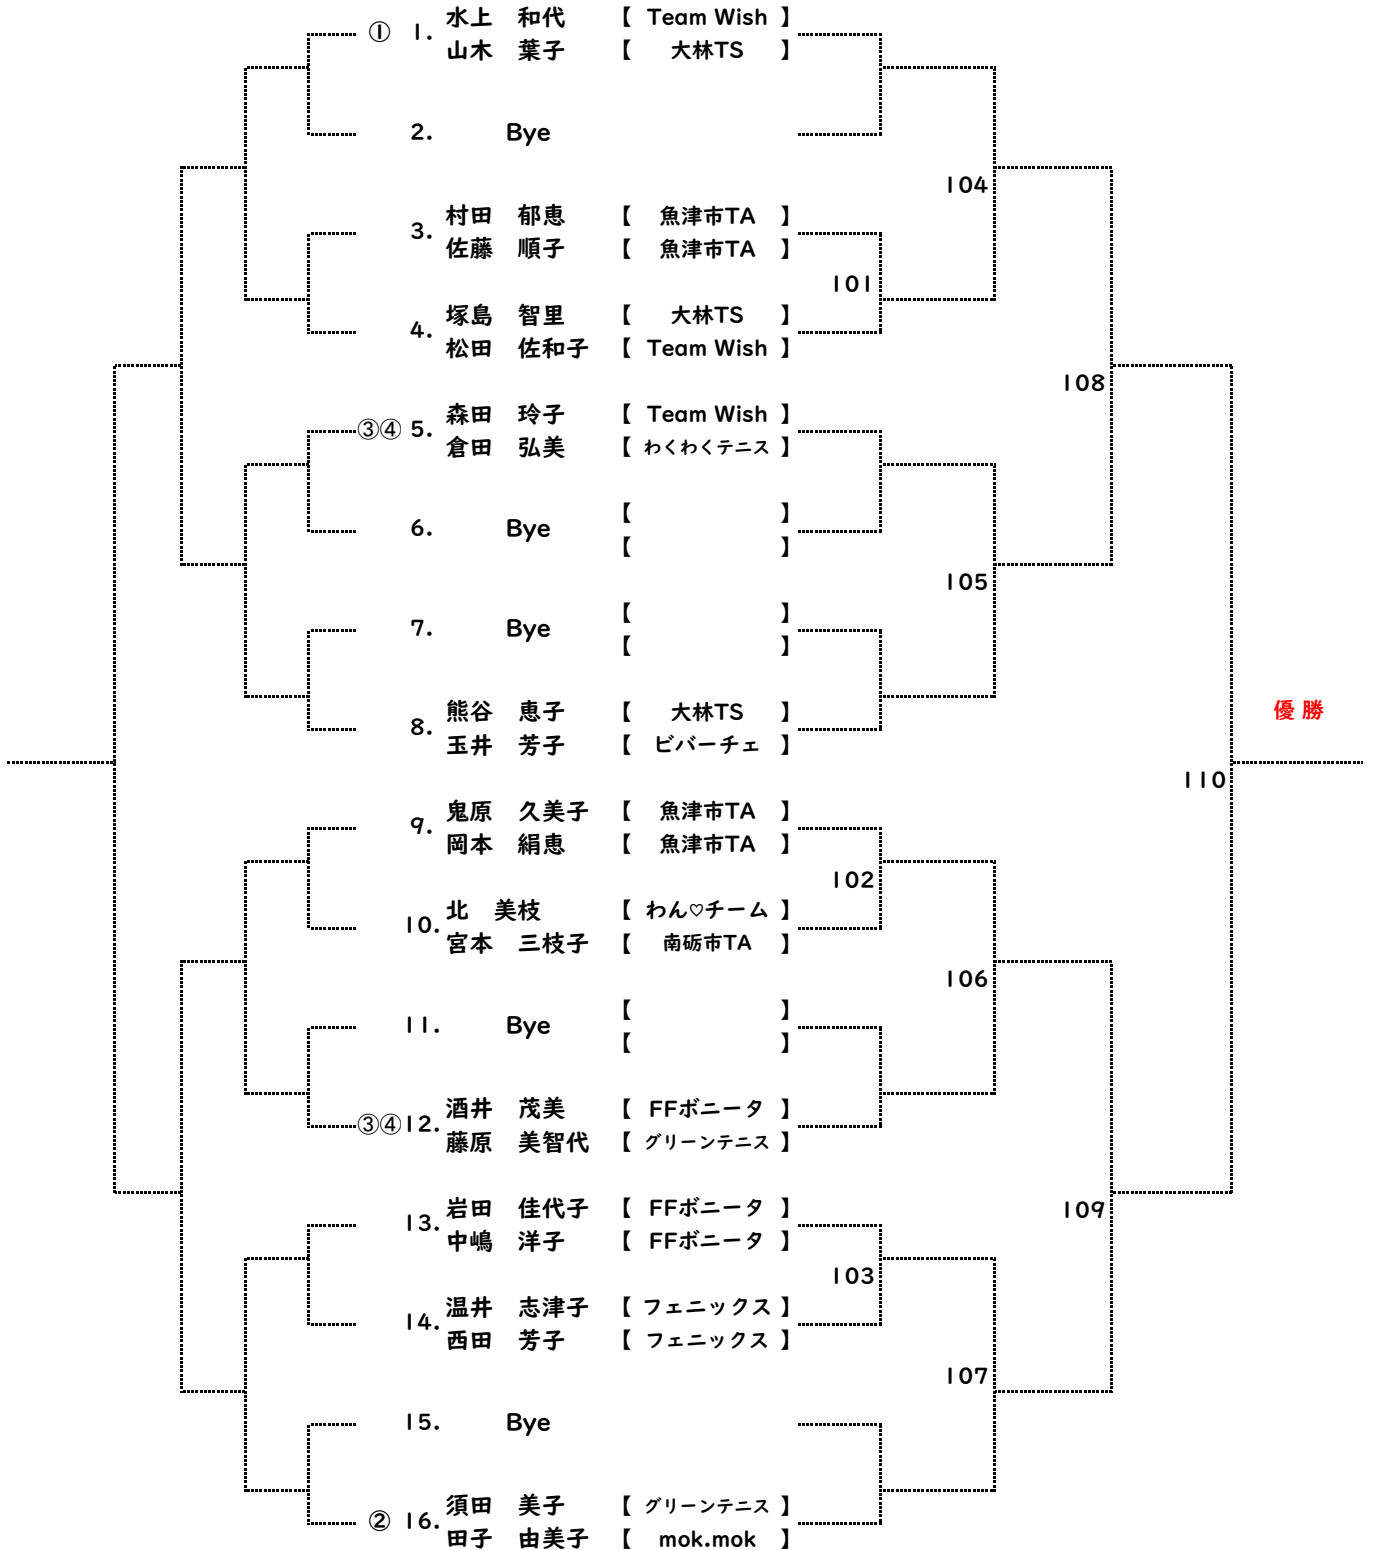 水上　和代　【 Team Wish 】
① 1.
山木　葉子　【 大林TS 】
2. Bye
104
村田　郁恵　【 魚津市TA 】
3.
佐藤　順子　【 魚津市TA 】
101
塚島　智里　【 大林TS 】
4.
松田　佐和子　【 Team Wish 】
108
森田　玲子　【 Team Wish 】
③④ 5.
倉田　弘美　【 わくわくテニス 】
【 】
6. Bye
【 】
105
【 】
7. Bye
【 】
熊谷　恵子　【 大林TS 】
優 勝
8.
玉井　芳子　【 ビバーチェ 】
110
鬼原　久美子　【 魚津市TA 】
9.
岡本　絹恵　【 魚津市TA 】
102
北　美枝　【 わん♡チーム 】
10.
宮本　三枝子　【 南砺市TA 】
106
【 】
11. Bye
【 】
酒井　茂美　【 FFボニータ 】
③④ 12.
藤原　美智代　【 グリーンテニス 】
岩田　佳代子　【 FFボニータ 】
109
13.
中嶋　洋子　【 FFボニータ 】
103
温井　志津子　【 フェニックス 】
14.
西田　芳子　【 フェニックス 】
107
15. Bye
須田　美子　【 グリーンテニス 】
② 16.
田子　由美子　【 mok.mok 】